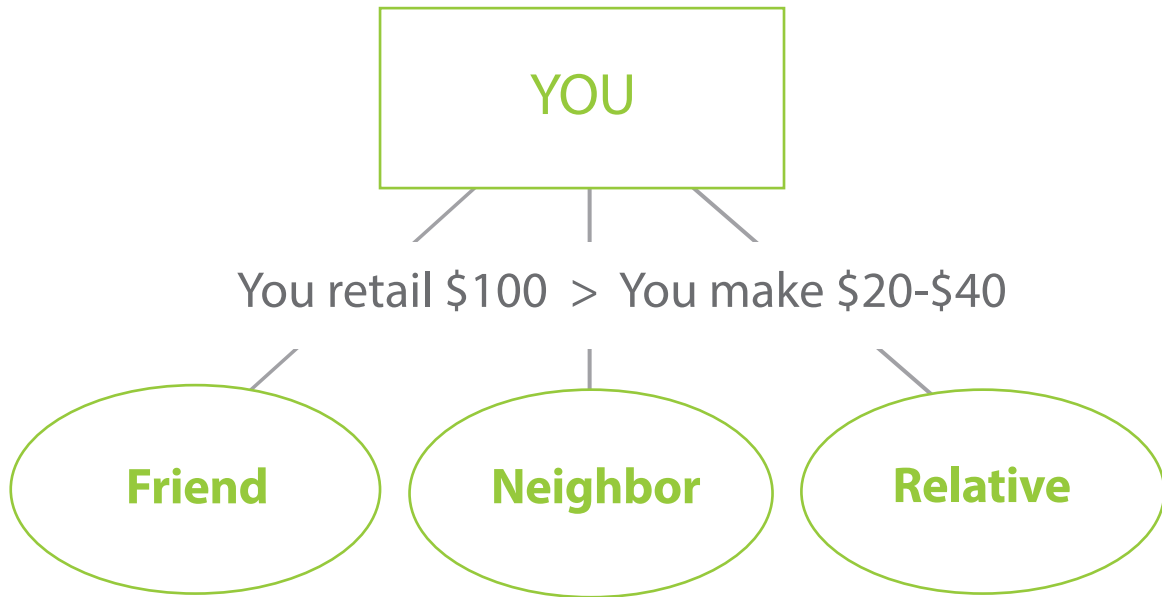 YOU
You retail $100 > You make $20-$40
Friend
Neighbor
Relative